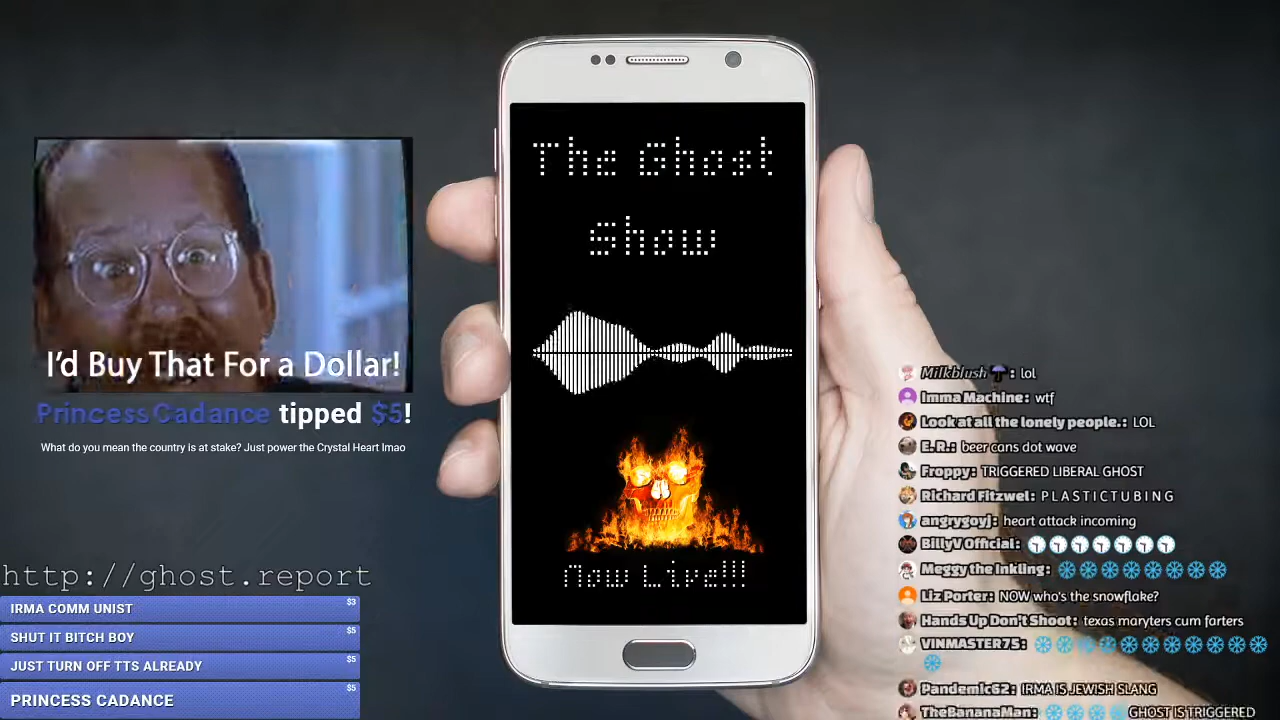 The Ghost
Show
Now Live!!!
I'd Buy That For a Dollar!
Princess Cadance tipped $5!
What do you mean the country is at stake? Just power the Crystal Heart lmao
http://ghost.report
IRMA COMM UNIST $3
SHUT IT BITCH BOY $5
JUST TURN OFF TTS ALREADY $5
PRINCESS CADANCE $5
Milkblush: lol
Imma Machine: wtf
Look at all the lonely people.: LOL
E.R.: beer cans dot wave
Froppy: TRIGGERED LIBERAL GHOST
Richard Fitzwel: P L A S T I C T U B I N G
angrygoyj: heart attack incoming
BillyV Official:
Meggy the Inkling:
Liz Porter: NOW who's the snowflake?
Hands Up Don't Shoot: texas maryters cum farters
VINMASTER75:
Pandemic62: IRMA IS JEWISH SLANG
TheBananaMan: GHOST IS TRIGGERED